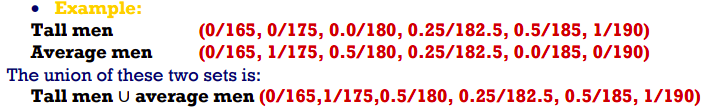 • Example:
Tall men (0/165, 0/175, 0.0/180, 0.25/182.5, 0.5/185, 1/190)
Average men (0/165, 1/175, 0.5/180, 0.25/182.5, 0.0/185, 0/190)
The union of these two sets is:
Tall men ∪ average men (0/165,1/175,0.5/180, 0.25/182.5, 0.5/185, 1/190)